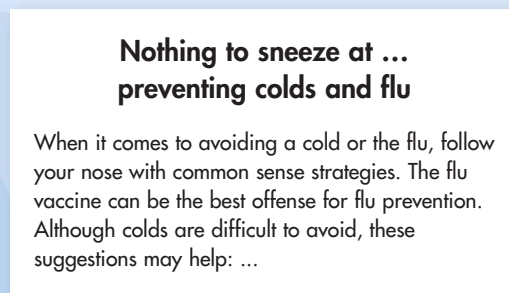 Nothing to sneeze at ...
preventing colds and flu
When it comes to avoiding a cold or the flu, follow
your nose with common sense strategies. The flu
vaccine can be the best offense for flu prevention.
Although colds are difficult to avoid, these
suggestions may help: ...